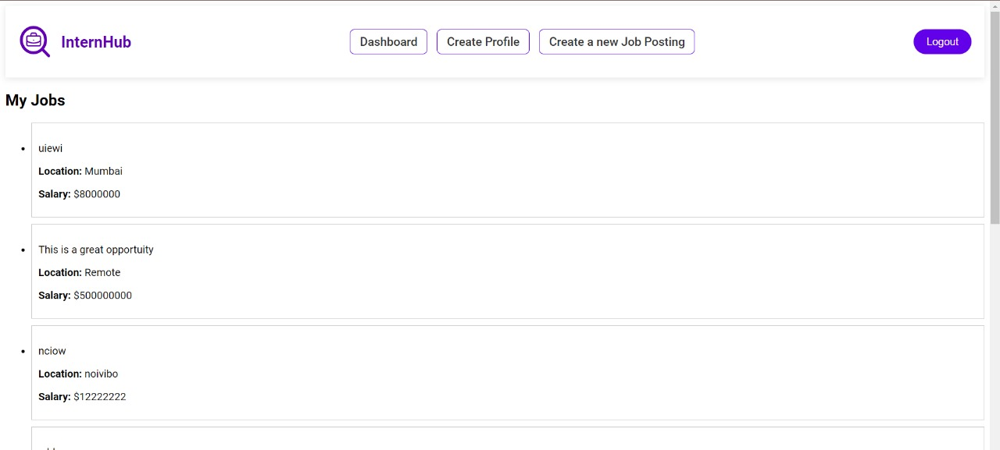 InternHub
Dashboard
Create Profile
Create a new Job Posting
Logout
My Jobs
uiewi
Location: Mumbai
Salary: $8000000
This is a great opportuity
Location: Remote
Salary: $500000000
nciow
Location: noivibo
Salary: $12222222